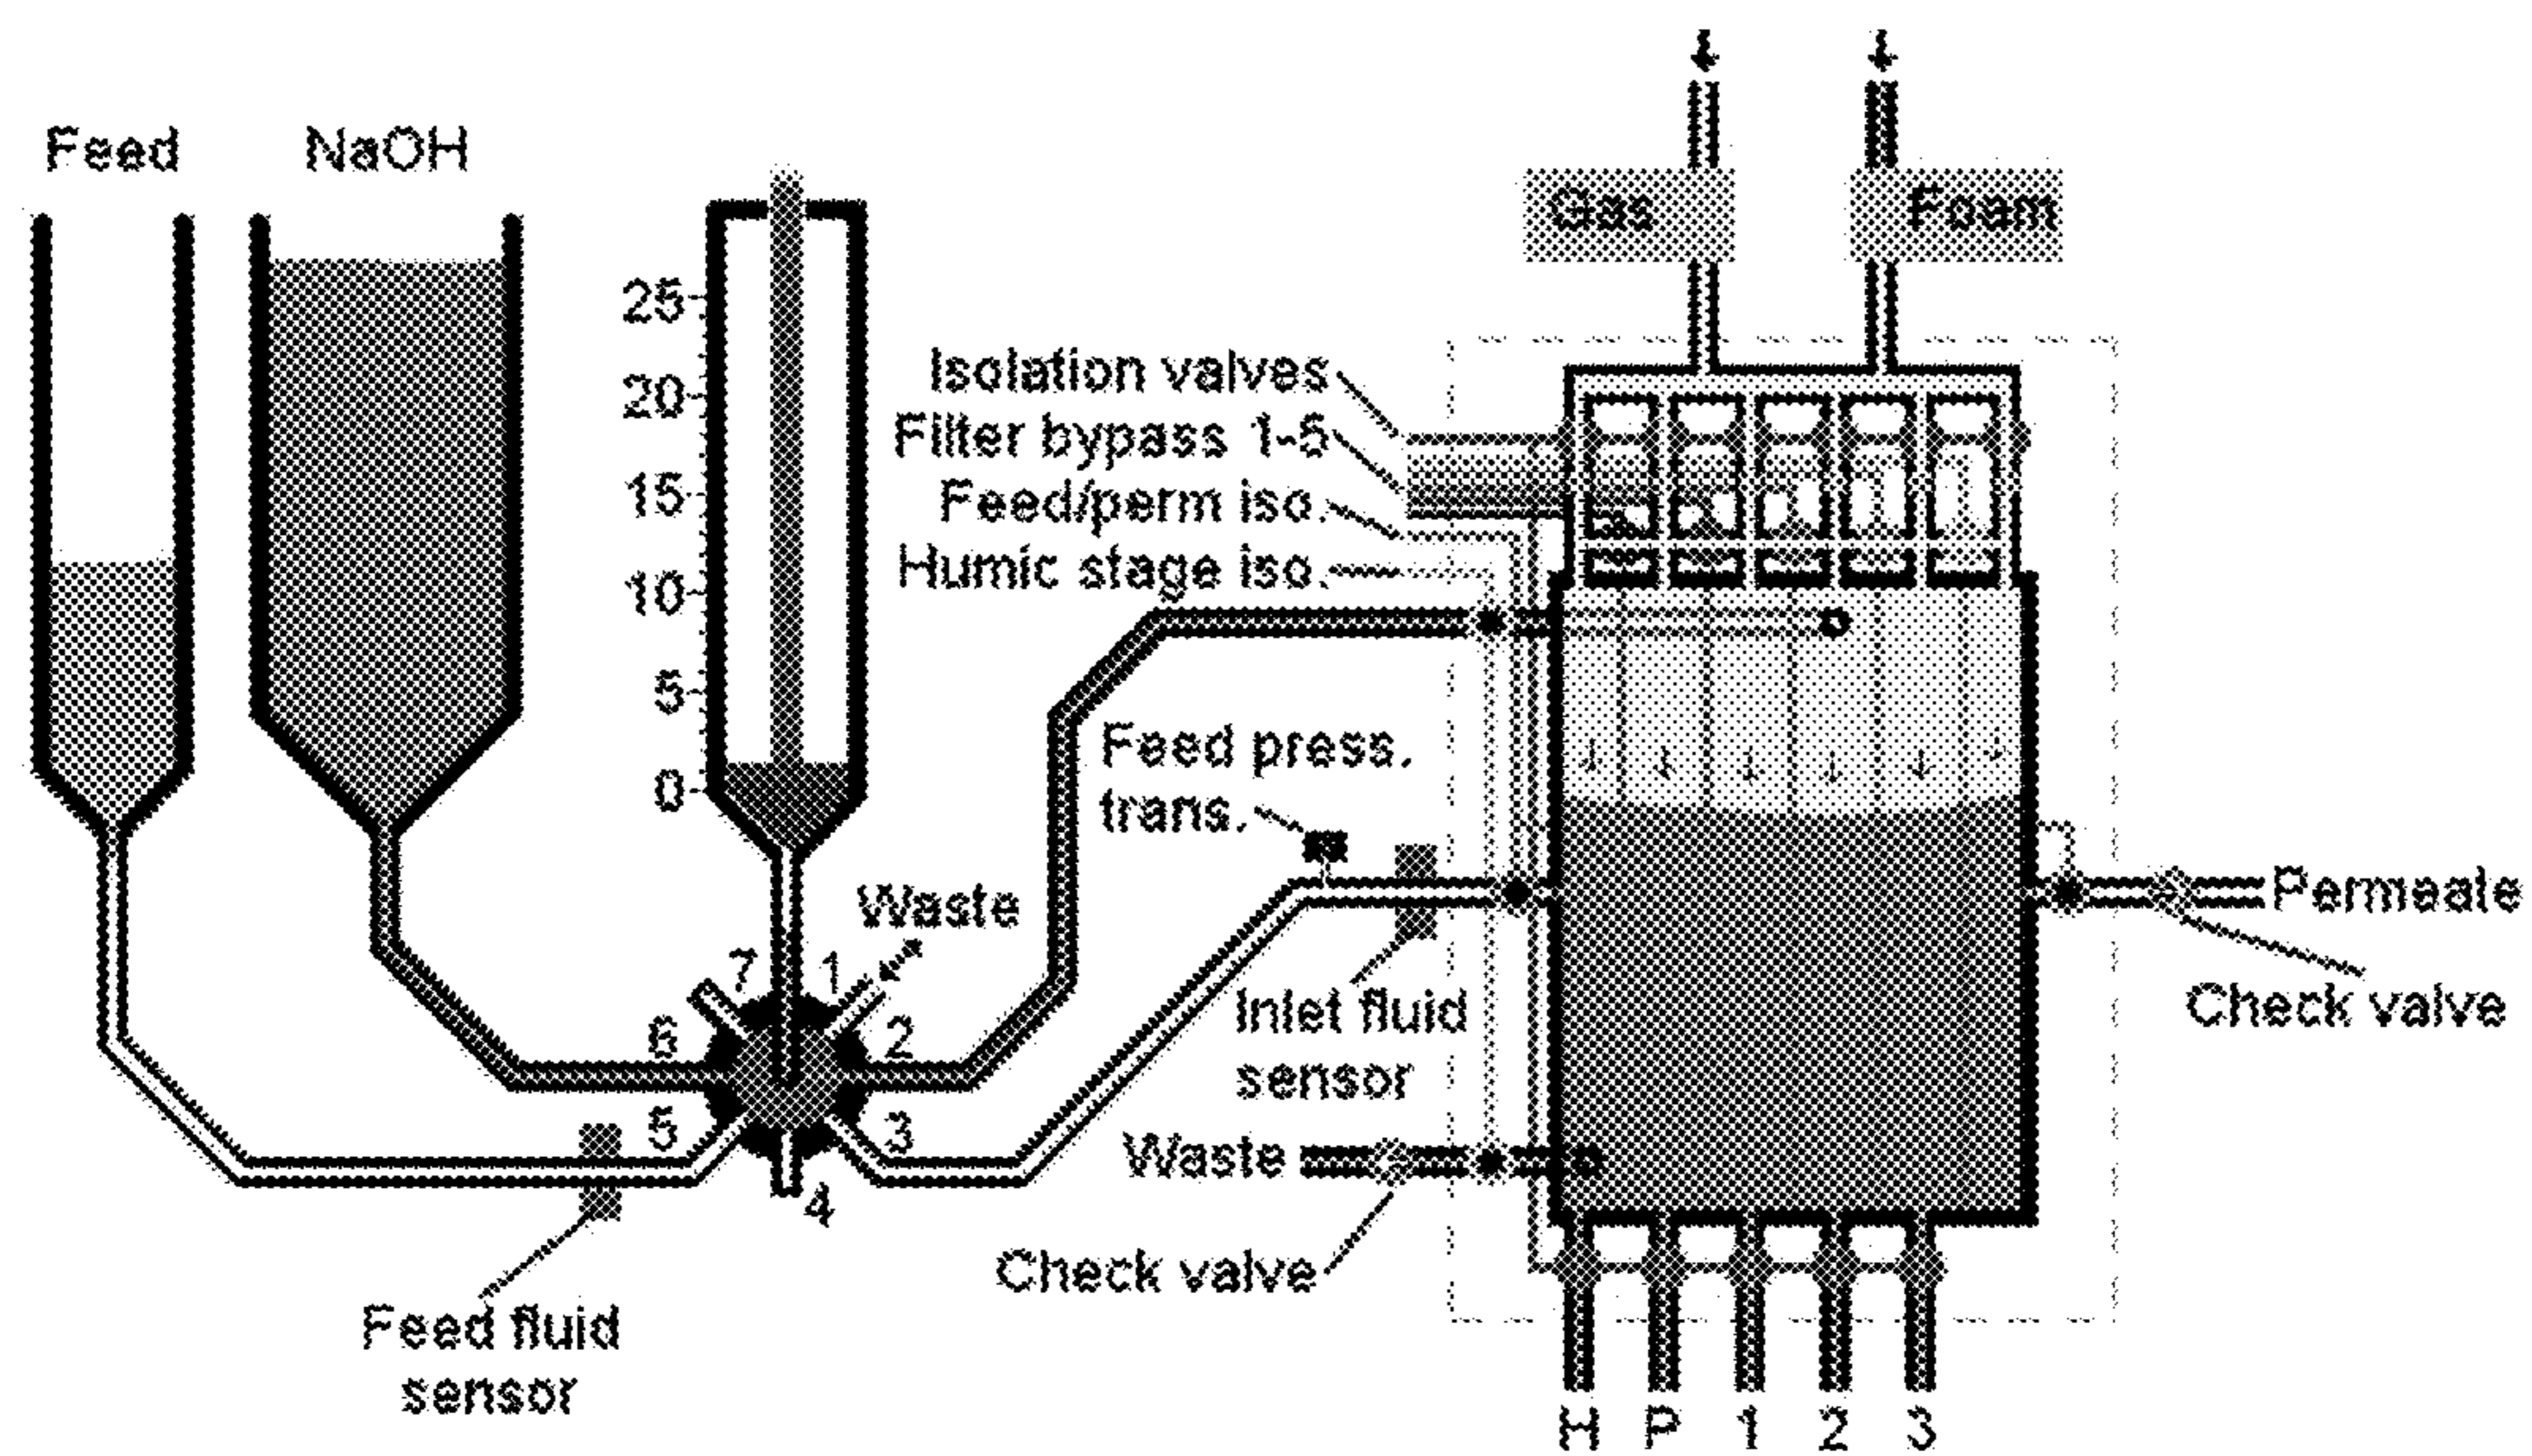 Feed
NaOH
Gas
Foam
25
20
15
10
5
0
Isolation valves
Filter bypass 1-5
Feed/perm iso.
Humic stage iso.
Feed press.
trans.
Waste
7
1
6
2
5
3
4
Inlet fluid
sensor
Permeate
Check valve
Waste
Check valve
Feed fluid
sensor
H P 1 2 3